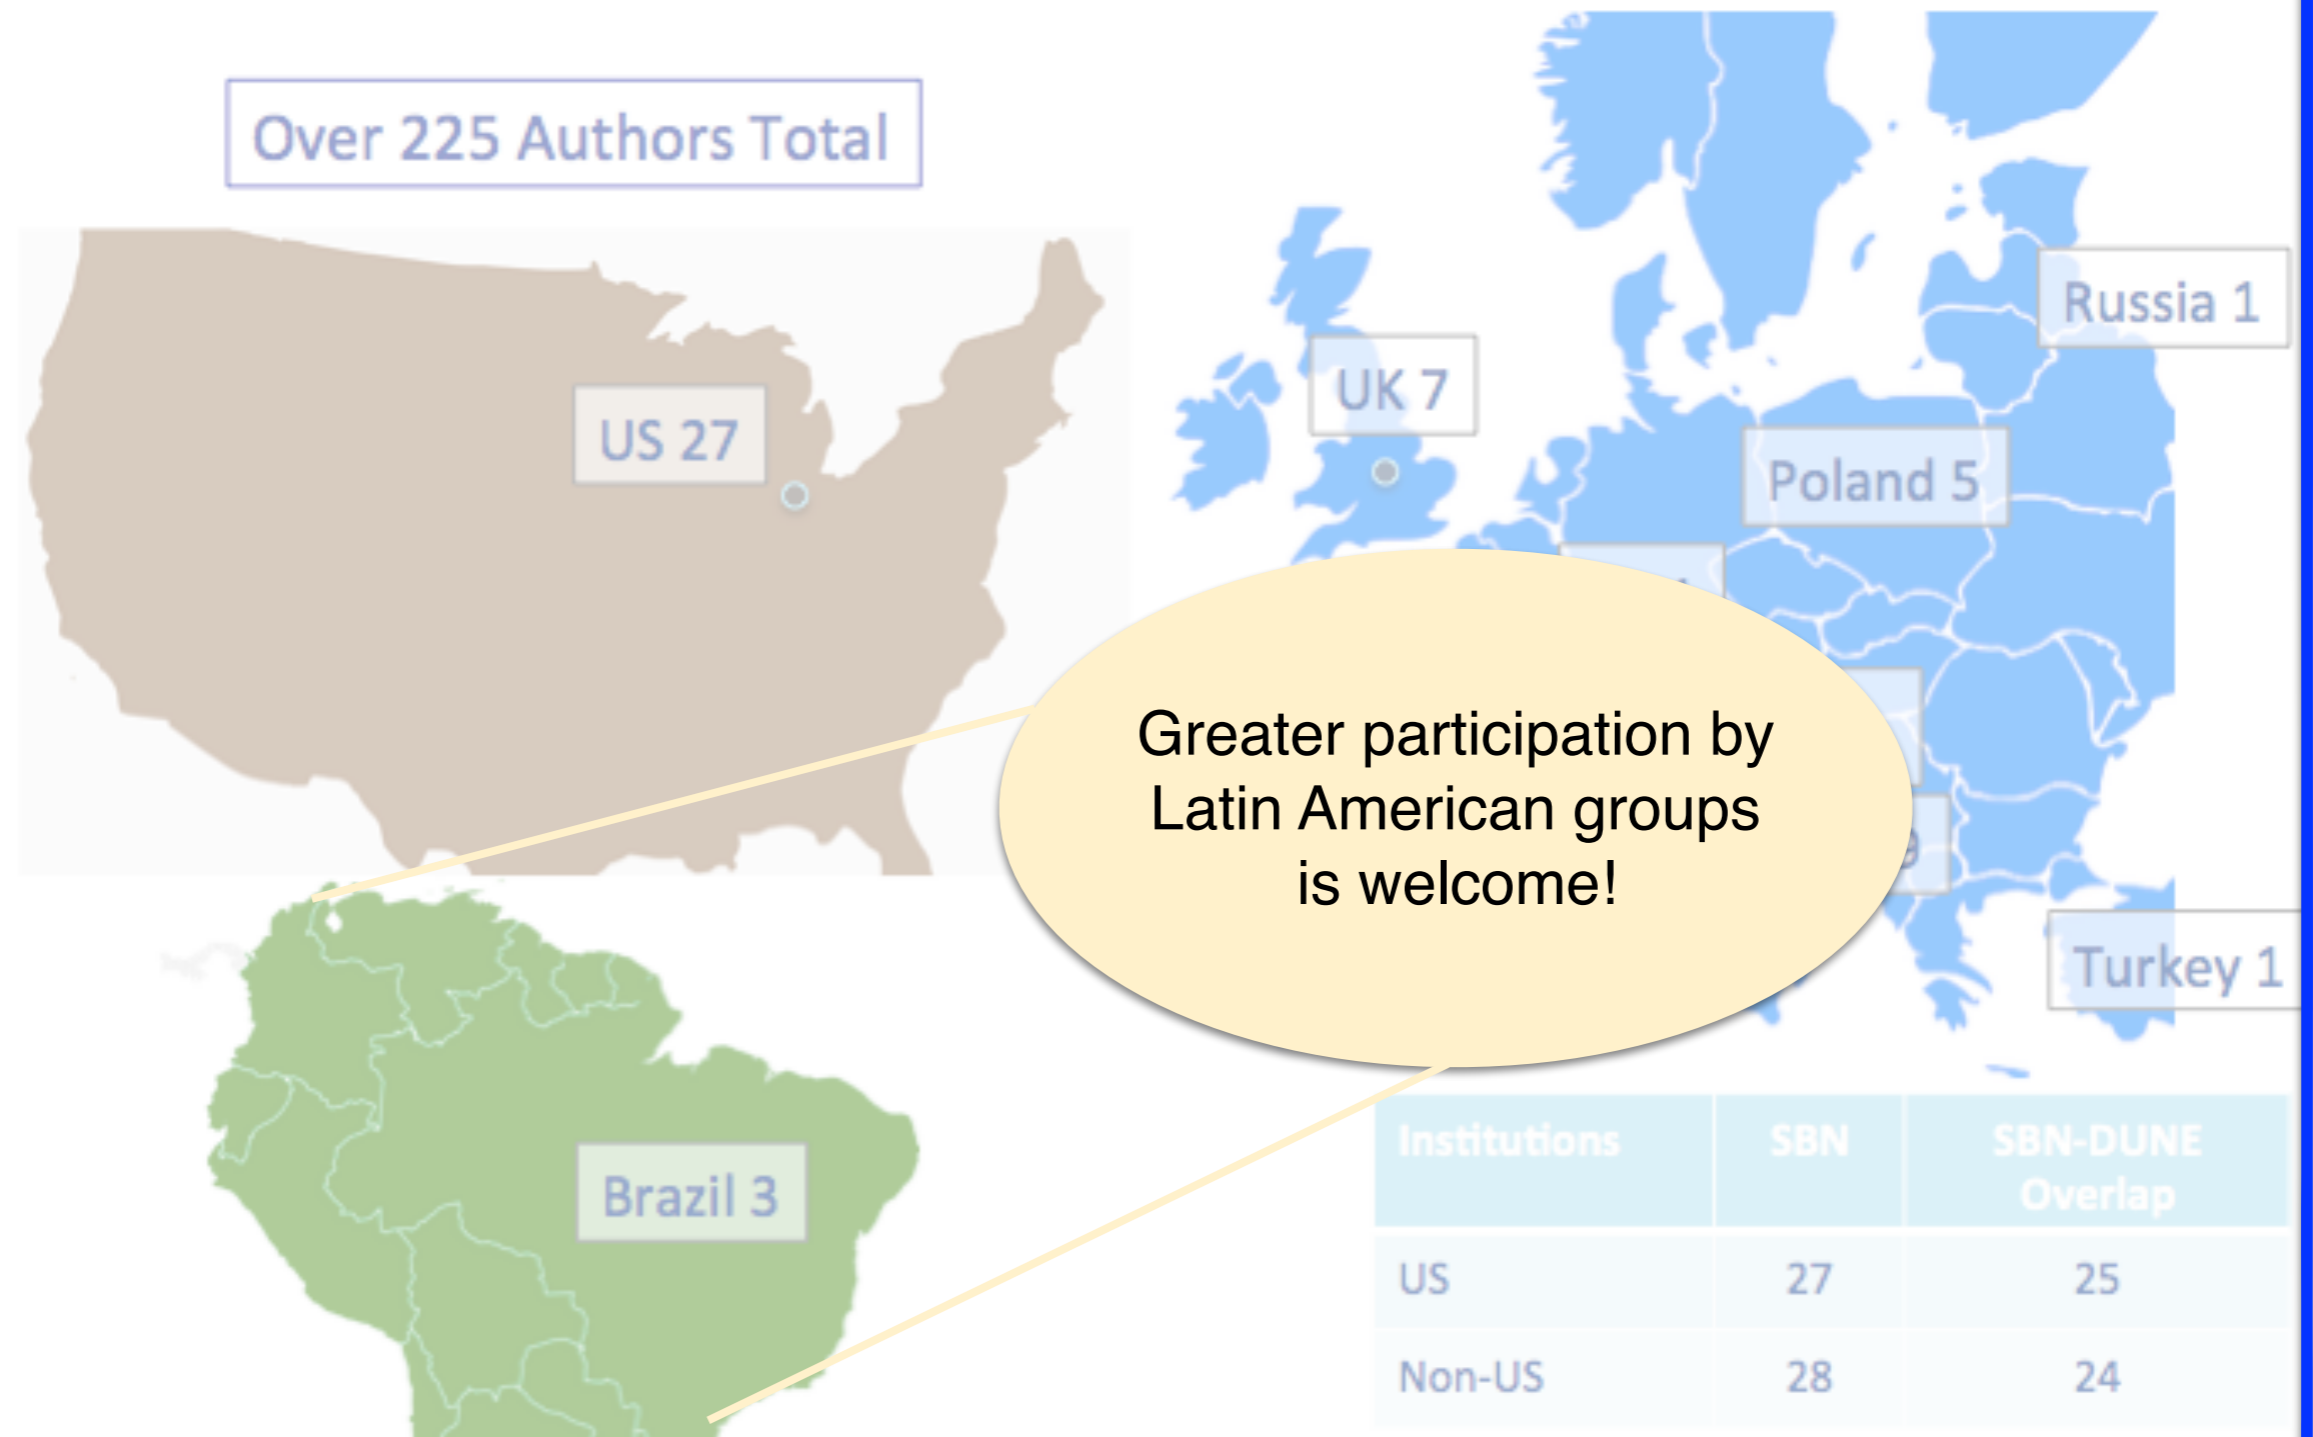 Over 225 Authors Total
Russia 1
UK 7
US 27
Poland 5
Greater participation by
Latin American groups
is welcome!
Turkey 1
Brazil 3
Institutions SBN SBN-DUNE
Overlap
US 27 25
Non-US 28 24